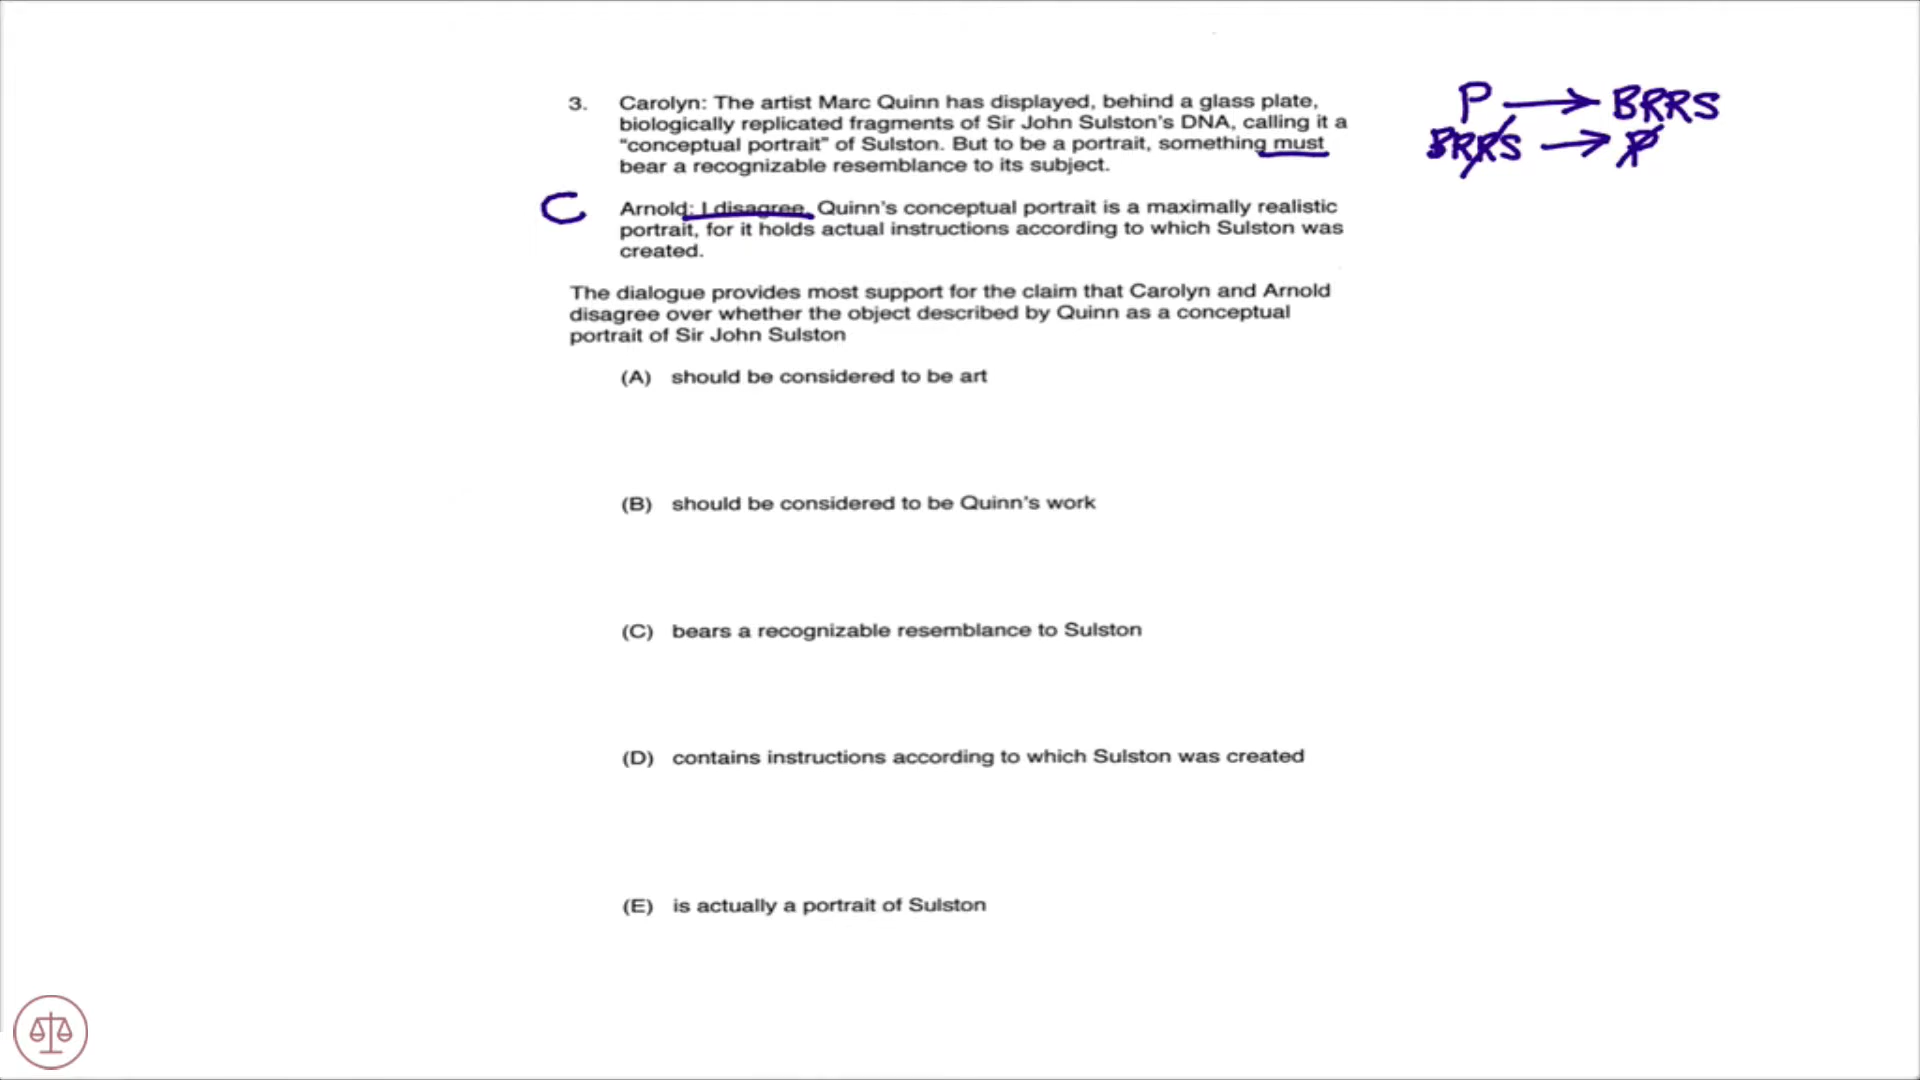 3. Carolyn: The artist Marc Quinn has displayed, behind a glass plate,
biologically replicated fragments of Sir John Sulston's DNA, calling it a
“conceptual portrait” of Sulston. But to be a portrait, something must
bear a recognizable resemblance to its subject.
P → BRRS
BRRS → P
C
Arnold: I disagree. Quinn's conceptual portrait is a maximally realistic
portrait, for it holds actual instructions according to which Sulston was
created.
The dialogue provides most support for the claim that Carolyn and Arnold
disagree over whether the object described by Quinn as a conceptual
portrait of Sir John Sulston
(A) should be considered to be art
(B) should be considered to be Quinn's work
(C) bears a recognizable resemblance to Sulston
(D) contains instructions according to which Sulston was created
(E) is actually a portrait of Sulston